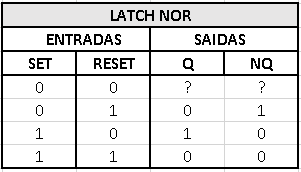 LATCH NOR
ENTRADAS SAIDAS
SET RESET Q NQ
0 0 ? ?
0 1 0 1
1 0 1 0
1 1 0 0